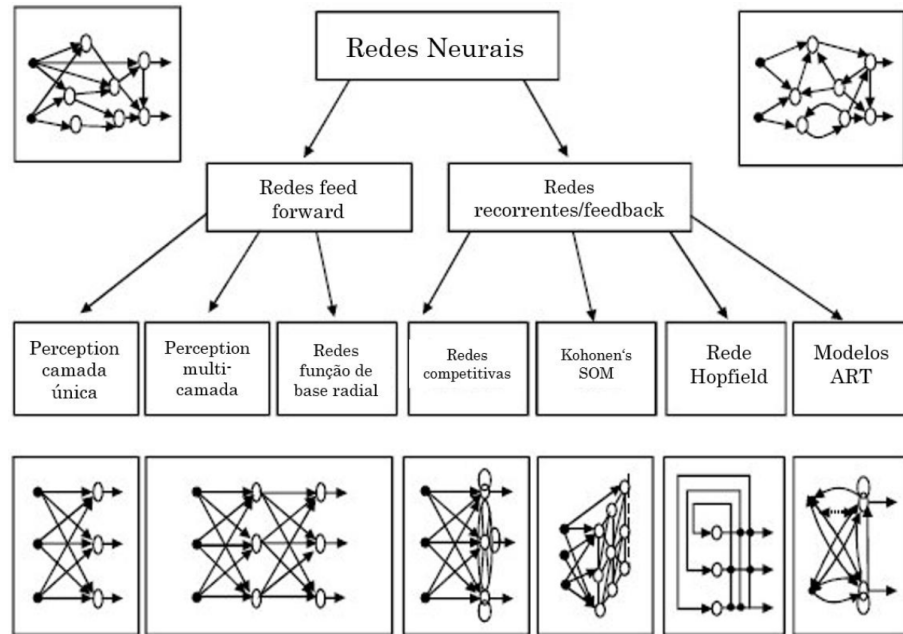 Redes Neurais
Redes feed
forward
Redes
recorrentes/feedback
Perception
camada
única
Perception
multi-
camada
Redes
função de
base radial
Redes
competitivas
Kohonen‘s
SOM
Rede
Hopfield
Modelos
ART